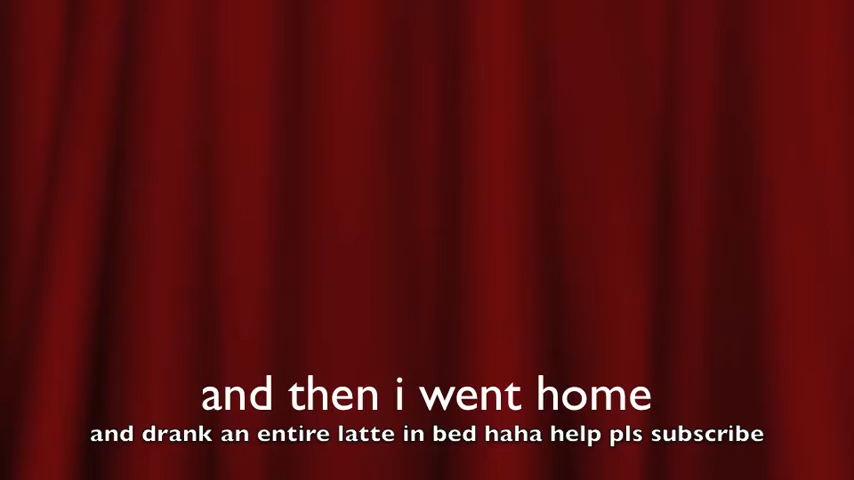 and then i went home
and drank an entire latte in bed haha help pls subscribe